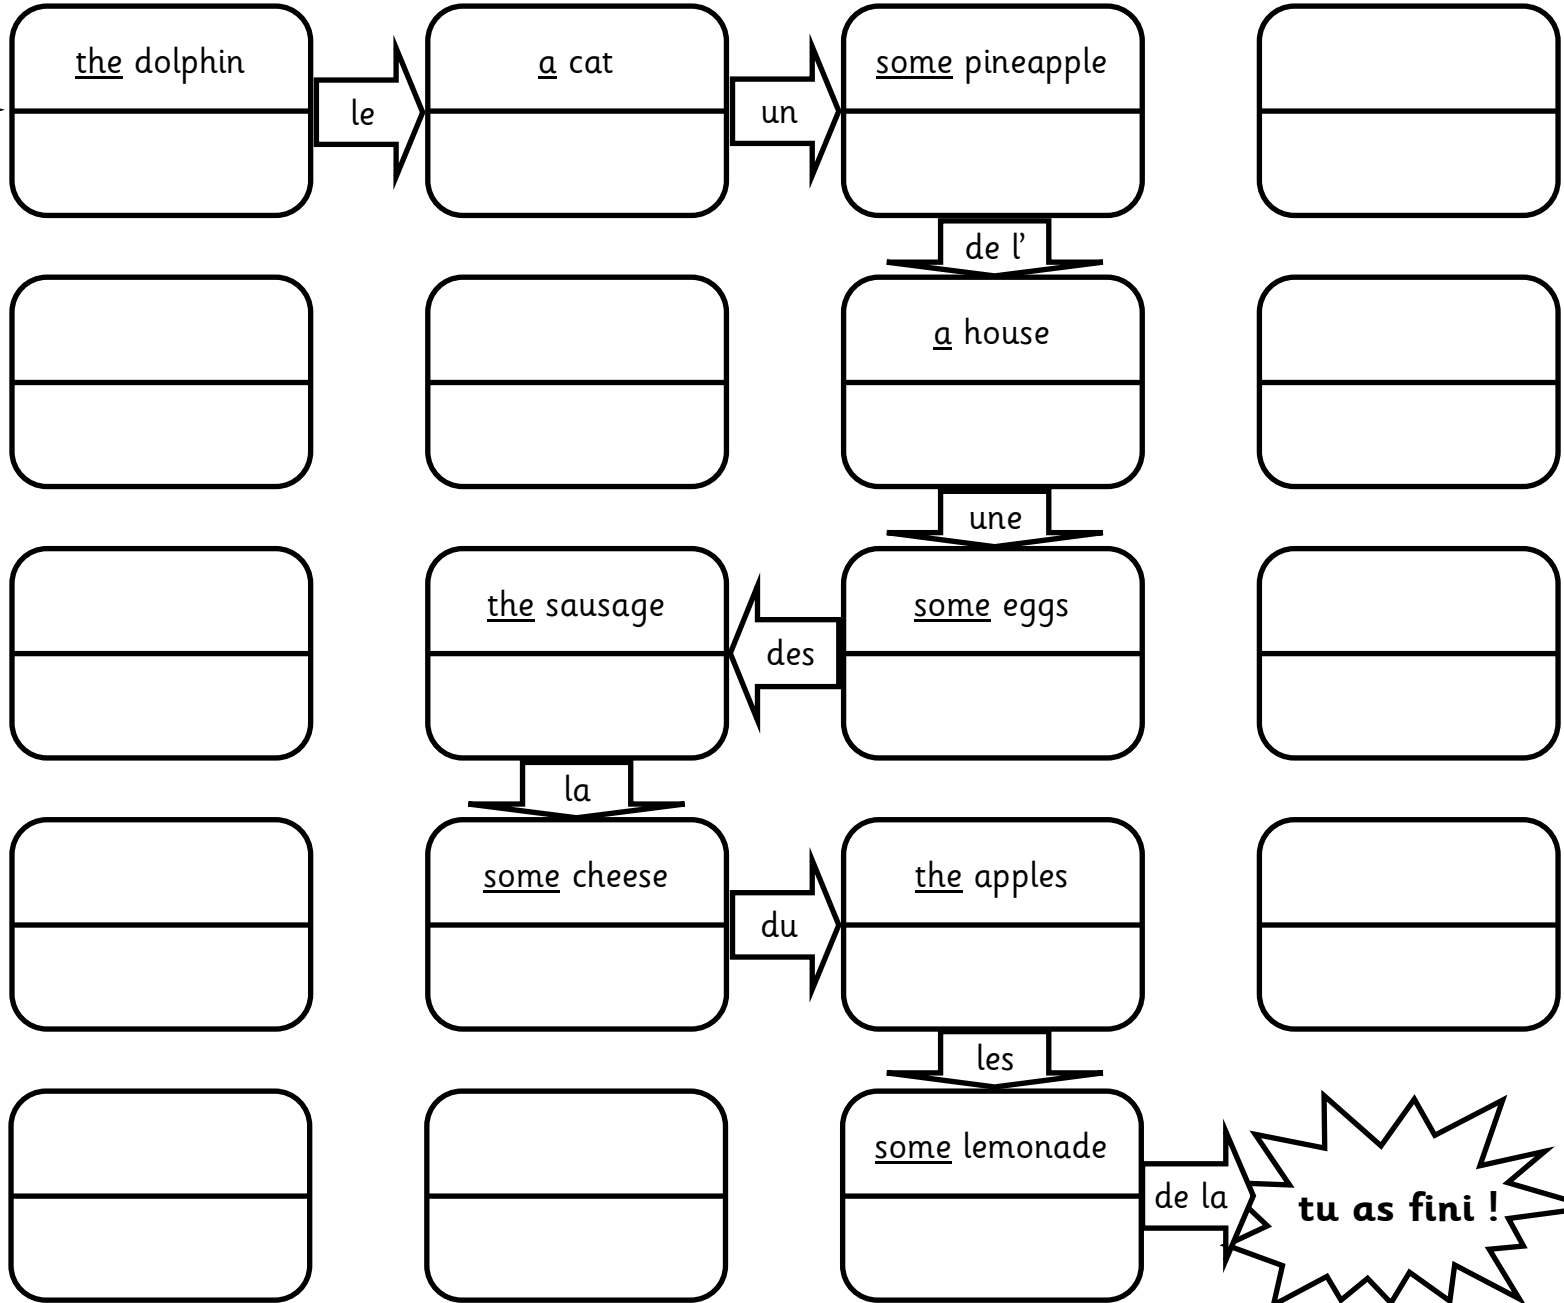 the dolphin
le
a cat
un
some pineapple
de l’
a house
une
some eggs
des
the sausage
la
some cheese
du
the apples
les
some lemonade
de la
tu as fini !